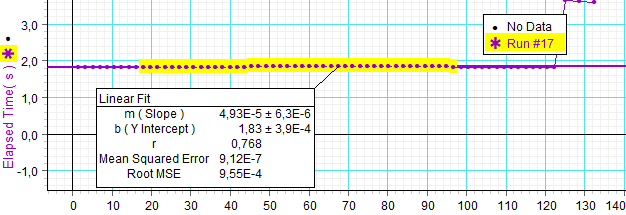 3,0
2,0
1,0
0,0
-1,0
Elapsed Time( s )
No Data
Run #17
Linear Fit
m ( Slope ) 4,93E-5 ± 6,3E-6
b ( Y Intercept ) 1,83 ± 3,9E-4
r 0,768
Mean Squared Error 9,12E-7
Root MSE 9,55E-4
0 10 20 30 40 50 60 70 80 90 100 110 120 130 140